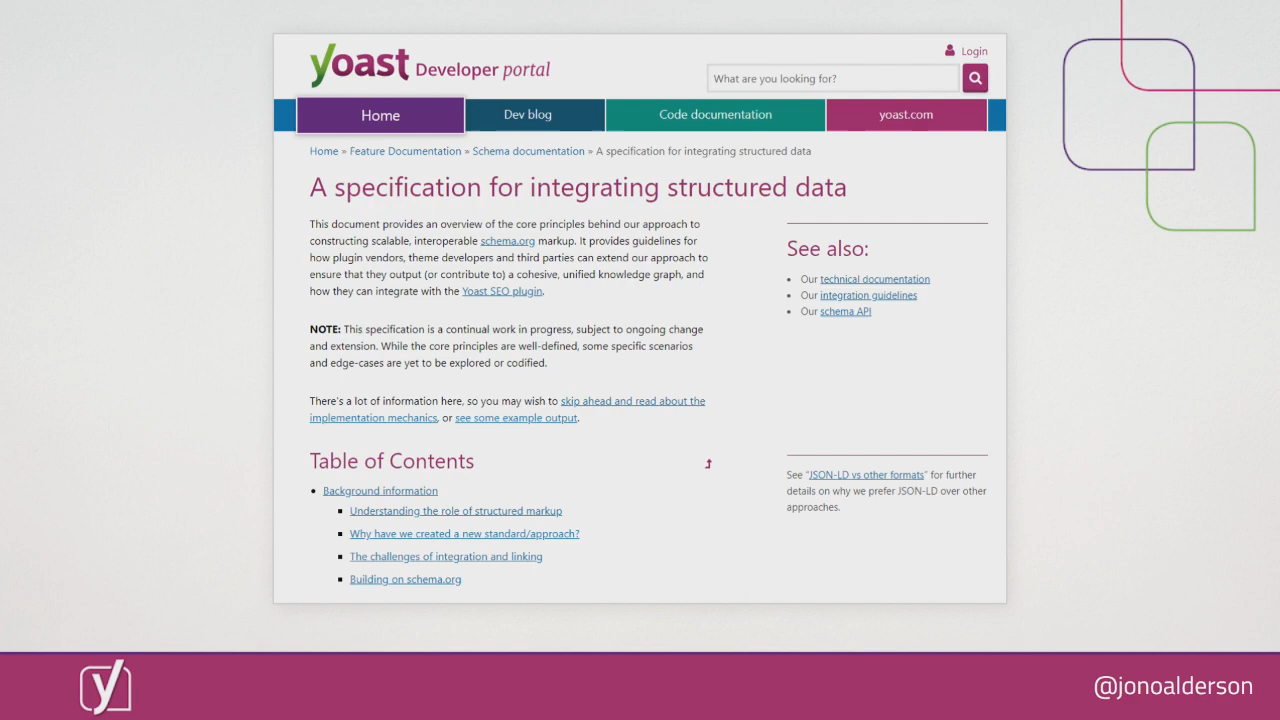 yoast Developer portal
Login
What are you looking for?
Home
Dev blog
Code documentation
yoast.com
Home » Feature Documentation » Schema documentation » A specification for integrating structured data
A specification for integrating structured data
This document provides an overview of the core principles behind our approach to
constructing scalable, interoperable schema.org markup. It provides guidelines for
how plugin vendors, theme developers and third parties can extend our approach to
ensure that they output (or contribute to) a cohesive, unified knowledge graph, and
how they can integrate with the Yoast SEO plugin.
NOTE: This specification is a continual work in progress, subject to ongoing change
and extension. While the core principles are well-defined, some specific scenarios
and edge-cases are yet to be explored or codified.
There's a lot of information here, so you may wish to skip ahead and read about the
implementation mechanics, or see some example output.
Table of Contents
Background information
Understanding the role of structured markup
Why have we created a new standard/approach?
The challenges of integration and linking
Building on schema.org
See also:
Our technical documentation
Our integration guidelines
Our schema API
See "JSON-LD vs other formats" for further
details on why we prefer JSON-LD over other
approaches.
y
@jonoalderson